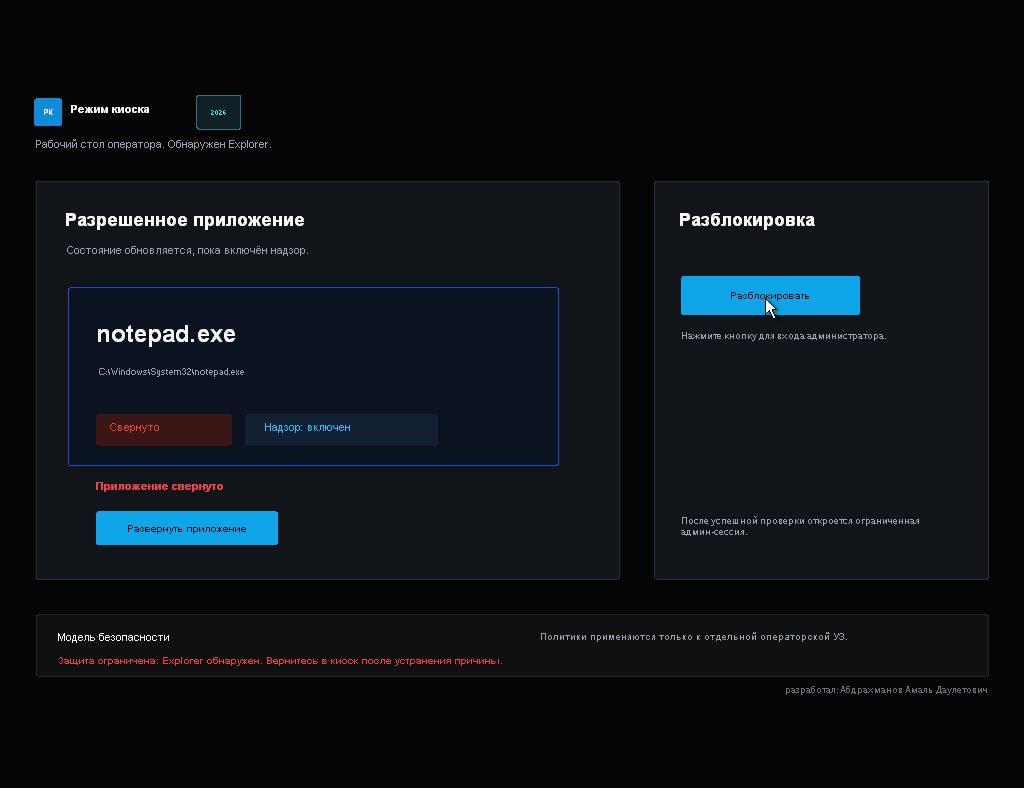 РК
Режим киоска
2026
Рабочий стол оператора. Обнаружен Explorer.
Разрешенное приложение
Состояние обновляется, пока включён надзор.
notepad.exe
C:\Windows\System32\notepad.exe
Свернуто
Надзор: включен
Приложение свернуто
Развернуть приложение
Разблокировка
Разблокировать
Нажмите кнопку для входа администратора.
После успешной проверки откроется ограниченная
админ-сессия.
Модель безопасности
Политики применяются только к отдельной операторской УЗ.
Защита ограничена: Explorer обнаружен. Вернитесь в киоск после устранения причины.
разработал: Абдрахманов Амаль Даулетович